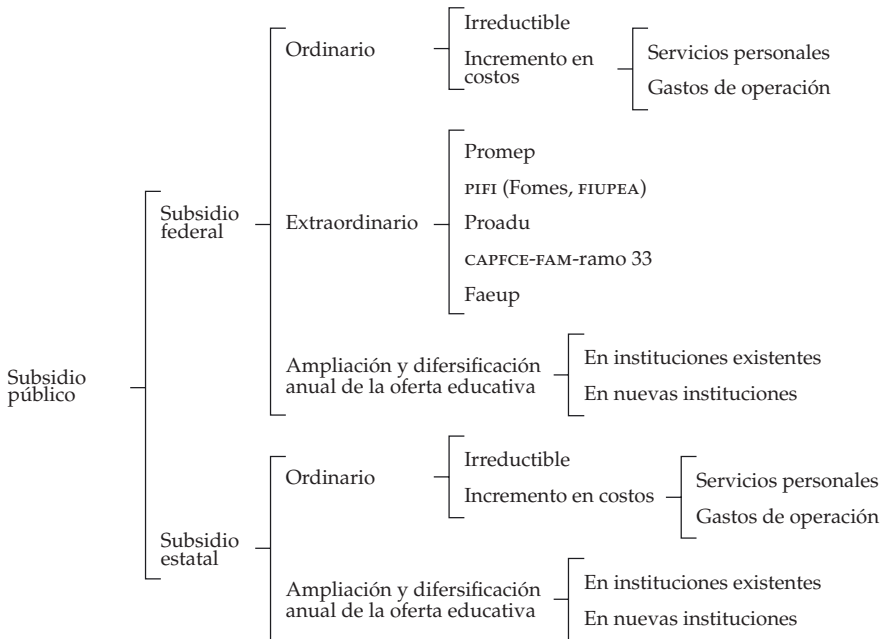 Subsidio
público
Subsidio
federal
Ordinario
Irreductible
Incremento en
costos
Servicios personales
Gastos de operación
Extraordinario
Promep
PIFI (Fomes, FIUPEA)
Proadu
CAPFCE-FAM-ramo 33
Faeup
Ampliación y difersificación
anual de la oferta educativa
En instituciones existentes
En nuevas instituciones
Subsidio
estatal
Ordinario
Irreductible
Incremento en costos
Servicios personales
Gastos de operación
Ampliación y difersificación
anual de la oferta educativa
En instituciones existentes
En nuevas instituciones